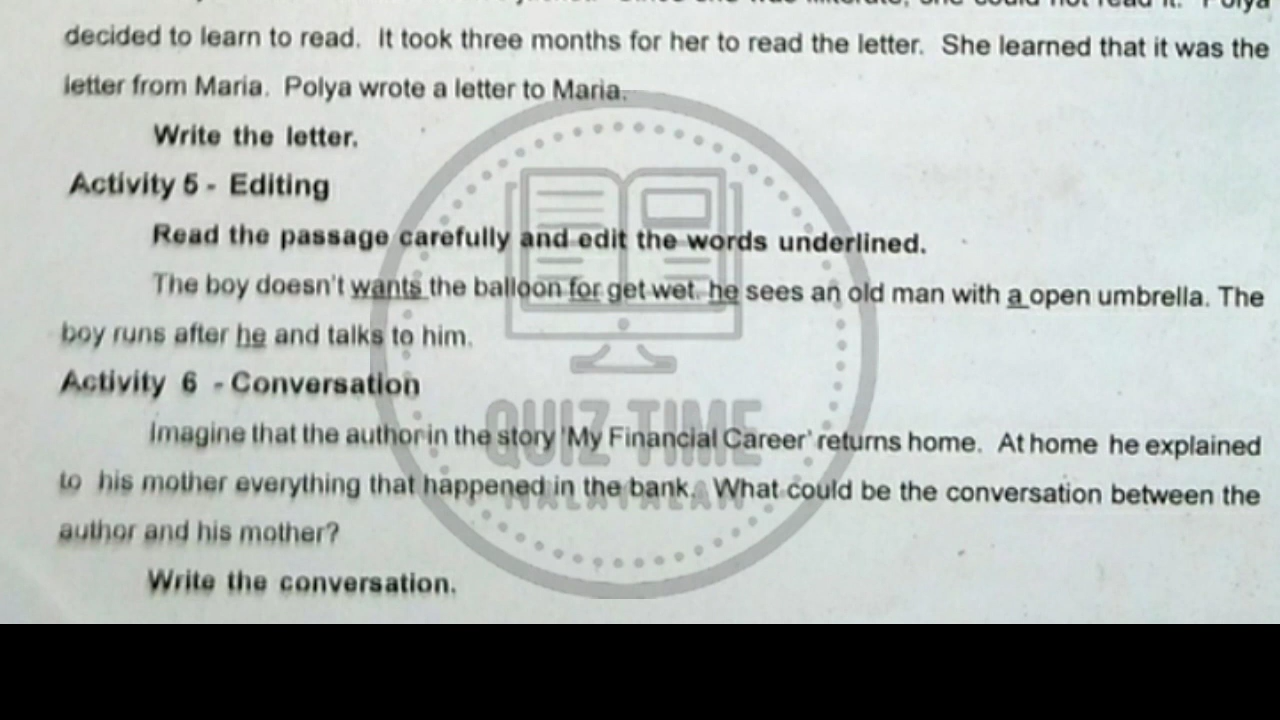 decided to learn to read. It took three months for her to read the letter. She learned that it was the
letter from Maria. Polya wrote a letter to Maria.
Write the letter.
Activity 5 - Editing
Read the passage carefully and edit the words underlined.
The boy doesn't wants the balloon for get wet. he sees an old man with a open umbrella. The
boy runs after he and talks to him.
Activity 6 - Conversation
Imagine that the author in the story 'My Financial Career' returns home. At home he explained
to his mother everything that happened in the bank. What could be the conversation between the
author and his mother?
Write the conversation.
QUIZ TIME